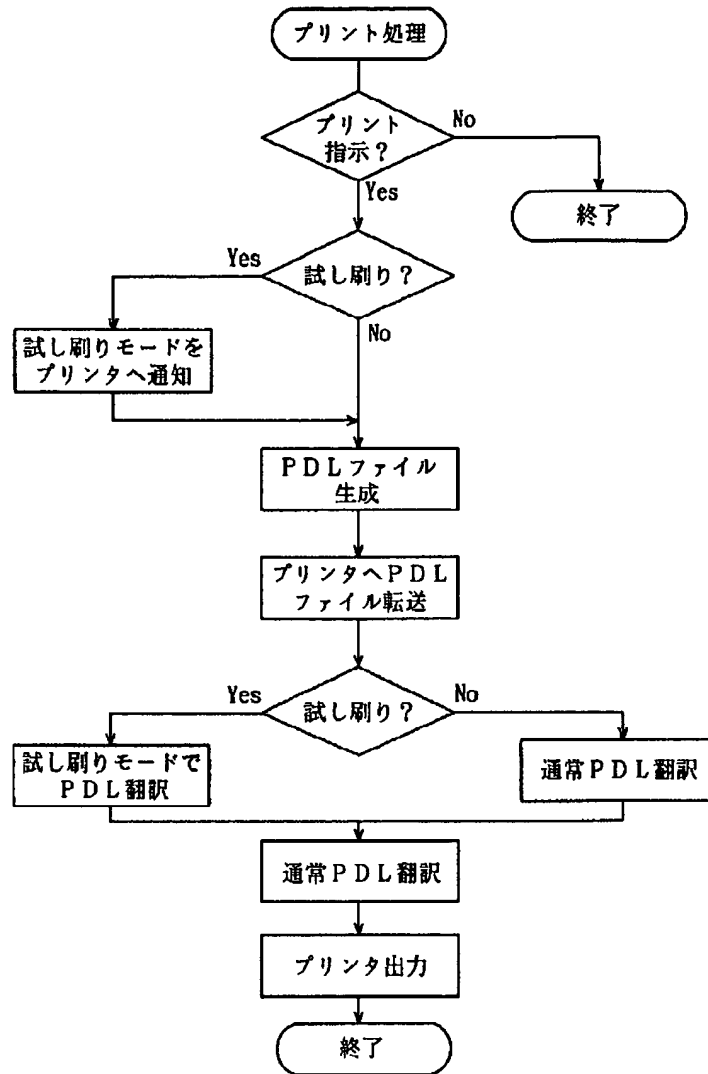 プリント処理
プリント
指示？
No
Yes
終了
試し刷り？
Yes
No
試し刷りモードを
プリンタへ通知
ＰＤＬファイル
生成
プリンタへＰＤＬ
ファイル転送
試し刷り？
Yes
No
試し刷りモードで
ＰＤＬ翻訳
通常ＰＤＬ翻訳
通常ＰＤＬ翻訳
プリンタ出力
終了